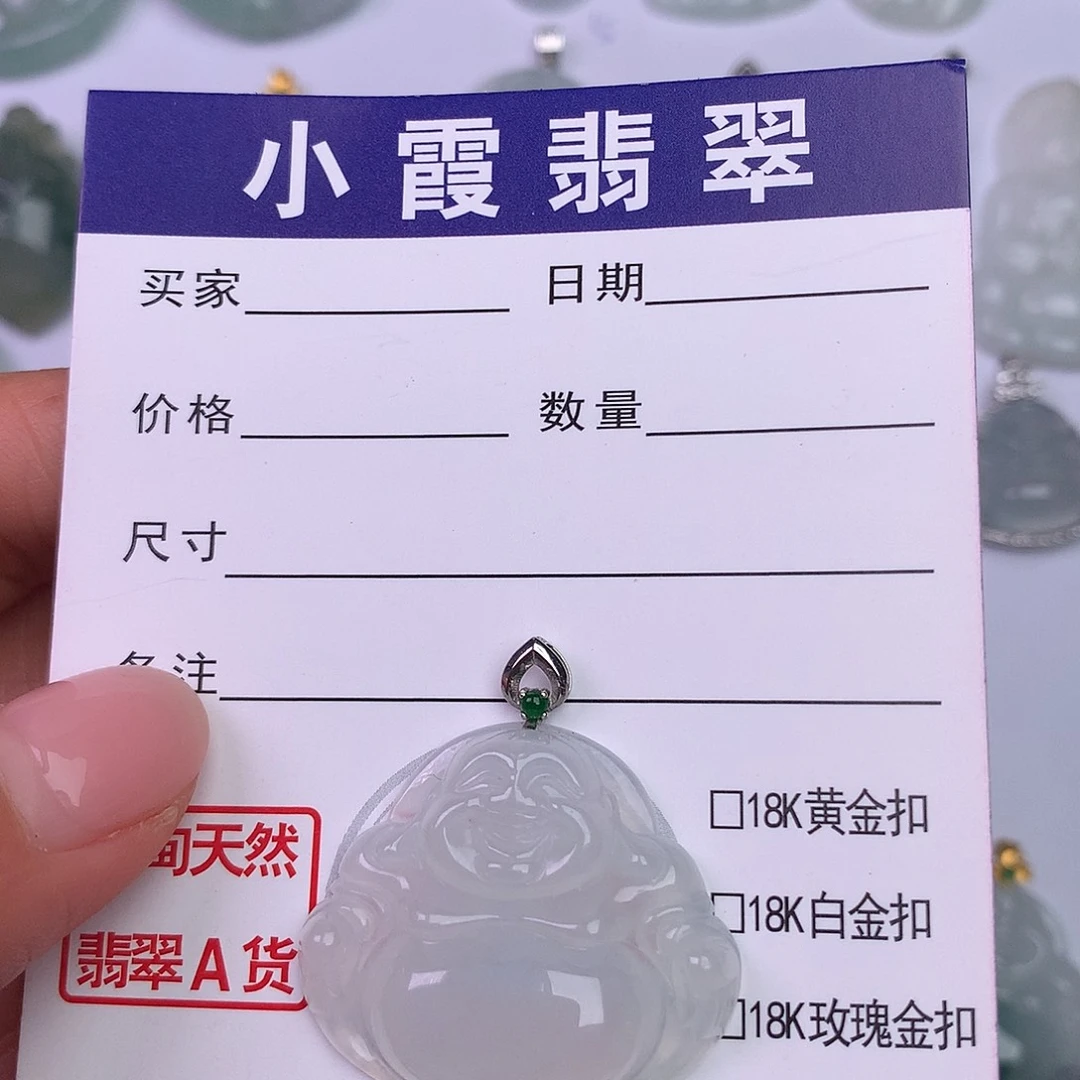 小霞翡翠
买家 日期
价格 数量
尺寸
备注
甸天然
翡翠A货
□18K黄金扣
□18K白金扣
□18K玫瑰金扣